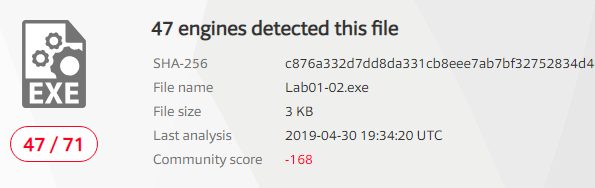 47 engines detected this file
SHA-256 c876a332d7dd8da331cb8eee7ab7bf32752834d4
File name Lab01-02.exe
EXE
File size 3 KB
47 / 71
Last analysis 2019-04-30 19:34:20 UTC
Community score -168